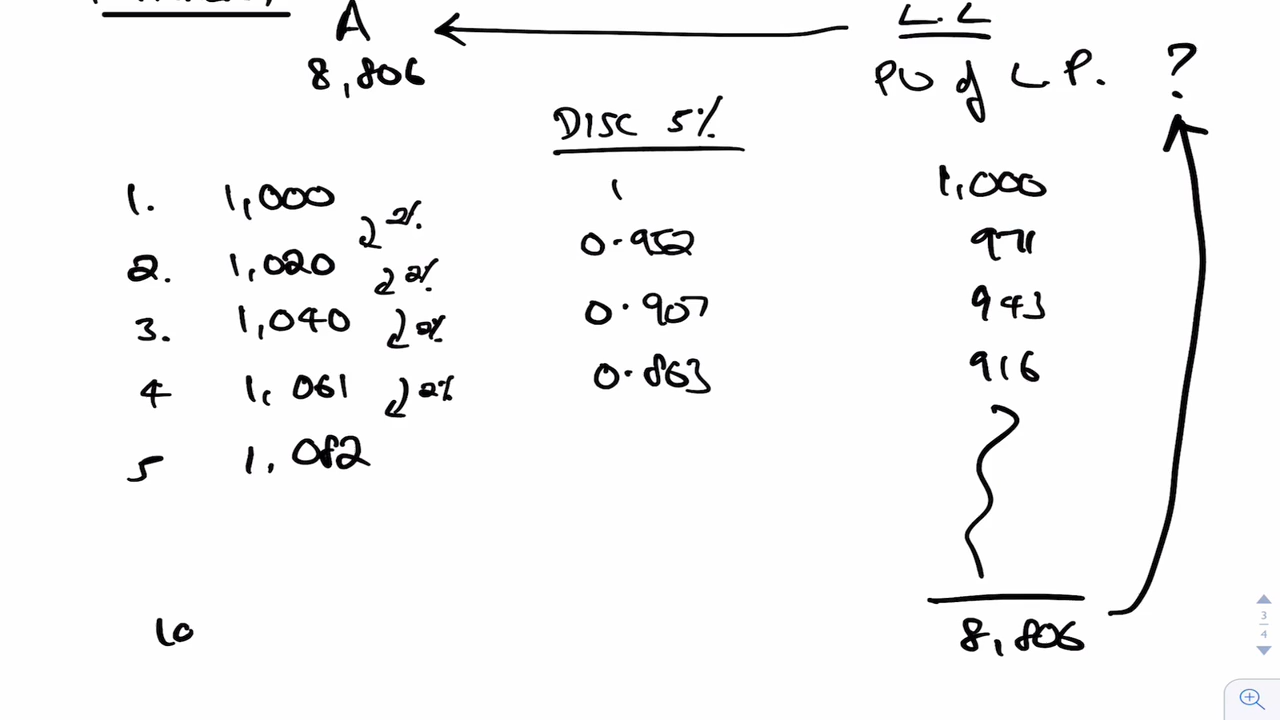 A L.L
8,806 PV of L.P. ?
DISC 5%
1. 1,000 1 1,000
2%
2. 1,020 0.952 971
2%
3. 1,040 0.907 943
2%
4 1,061 0.863 916
2%
5 1,082
10 8,806
3
4